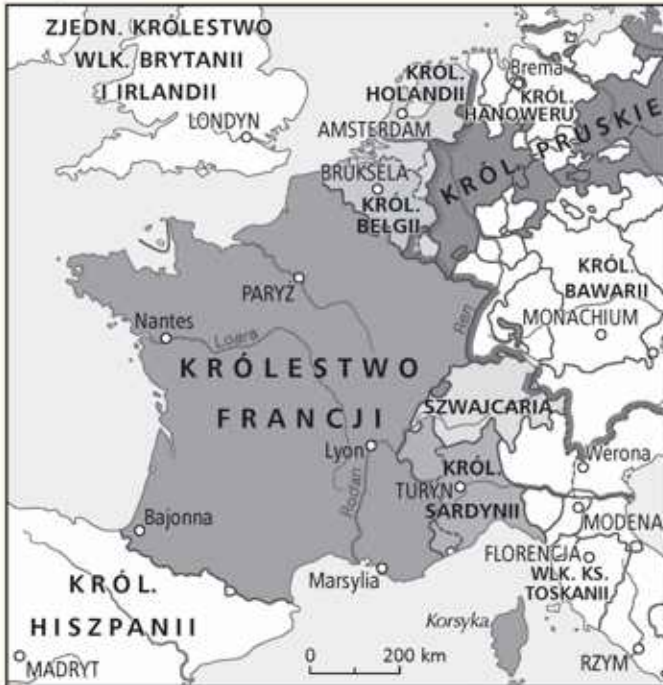 ZJEDN. KRÓLESTWO
WLK. BRYTANII
I IRLANDII
LONDYN
KRÓL.
HOLANDII
AMSTERDAM
Brema
KRÓL.
HANOWERU
KRÓL. PRUSKIE
BRUKSELA
KRÓL.
BELGII
PARYŻ
Ren
KRÓL.
BAWARII
MONACHIUM
Nantes
Loara
KRÓLESTWO
FRANCJI
SZWAJCARIA
Lyon
Rodan
KRÓL.
TURYN
SARDYNII
Werona
MODENA
Bajonna
Marsylia
FLORENCJA
WLK. KS.
TOSKANII
KRÓL.
HISZPANII
MADRYT
Korsyka
0 200 km
RZYM